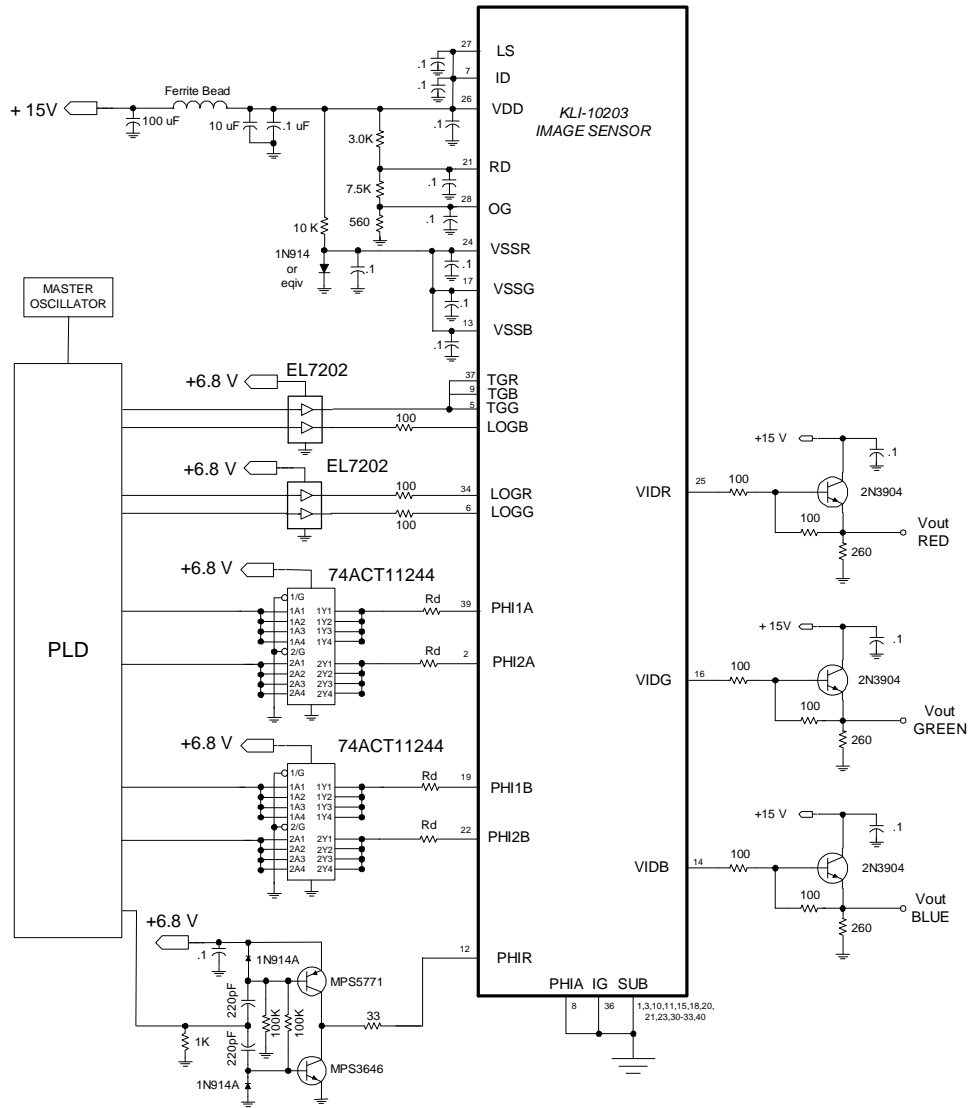 27
LS
.1
7
ID
.1
Ferrite Bead
26
VDD
KLI-10203
IMAGE SENSOR
+ 15V
100 uF
10 uF
.1 uF
.1
3.0K
21
RD
.1
7.5K
28
OG
.1
560
10 K
24
VSSR
1N914
or
eqiv
.1
.1
17
VSSG
.1
13
VSSB
.1
MASTER
OSCILLATOR
EL7202
+6.8 V
37
TGR
9
TGB
5
TGG
100
LOGB
+6.8 V
EL7202
100
34
LOGR
6
LOGG
100
+6.8 V
74ACT11244
1/G
1A1 1Y1
1A2 1Y2
1A3 1Y3
1A4 1Y4
2/G
2A1 2Y1
2A2 2Y2
2A3 2Y3
2A4 2Y4
Rd
39
PHI1A
Rd
2
PHI2A
PLD
+6.8 V
74ACT11244
1/G
1A1 1Y1
1A2 1Y2
1A3 1Y3
1A4 1Y4
2/G
2A1 2Y1
2A2 2Y2
2A3 2Y3
2A4 2Y4
Rd
19
PHI1B
Rd
22
PHI2B
+6.8 V
.1
1N914A
MPS5771
220pF
100K
100K
33
12
PHIR
1K
220pF
MPS3646
1N914A
PHIA IG SUB
8
36
1,3,10,11,15,18,20,
21,23,30-33,40
+15 V
.1
VIDR
25
100
2N3904
100
Vout
RED
260
+ 15V
.1
VIDG
16
100
2N3904
100
Vout
GREEN
260
+15 V
.1
VIDB
14
100
2N3904
100
Vout
BLUE
260